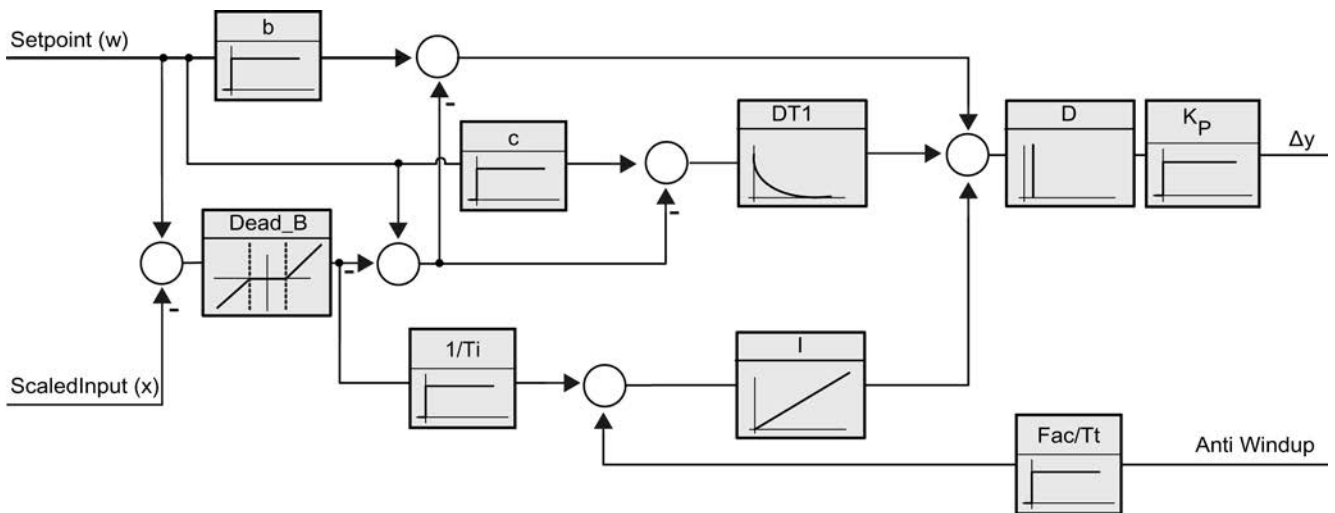 b
Setpoint (w)
-
DT1
D
K_P
c
Δy
-
Dead_B
-
-
1/Ti
I
ScaledInput (x)
Fac/Tt
Anti Windup